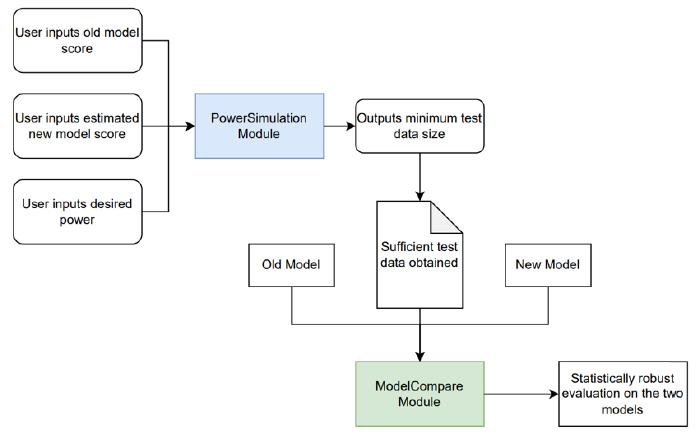 User inputs old model
score
User inputs estimated
new model score
User inputs desired
power
PowerSimulation
Module
Outputs minimum test
data size
Sufficient test
data obtained
Old Model
New Model
ModelCompare
Module
Statistically robust
evaluation on the two
models